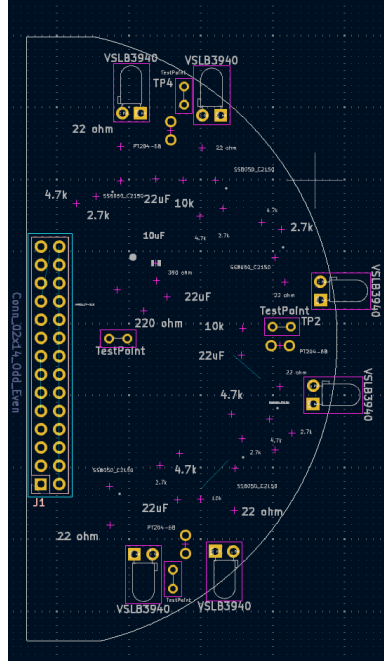 VSLB3940
VSLB3940
TestPoint
TP4
22 ohm
22 ohm
PT204-6B
SS8050_C2150
4.7k
SS8050_C2150
22uF
10k
2.7k
4.7k
2.7k
10uF
4.7k
2.7k
SS8050_C2150
390 ohm
22uF
22 ohm
VSLB3940
TestPoint
220 ohm
10k
TP2
TestPoint
PT204-6B
22uF
22 ohm
4.7k
VSLB3940
Conn_02x14_Odd_Even
4.7k
2.7k
2.7k
SS8050_C2150
4.7k
2.7k
SS8050_C2150
J1
22uF
10k
22 ohm
PT204-6B
22 ohm
TestPoint
VSLB3940
VSLB3940